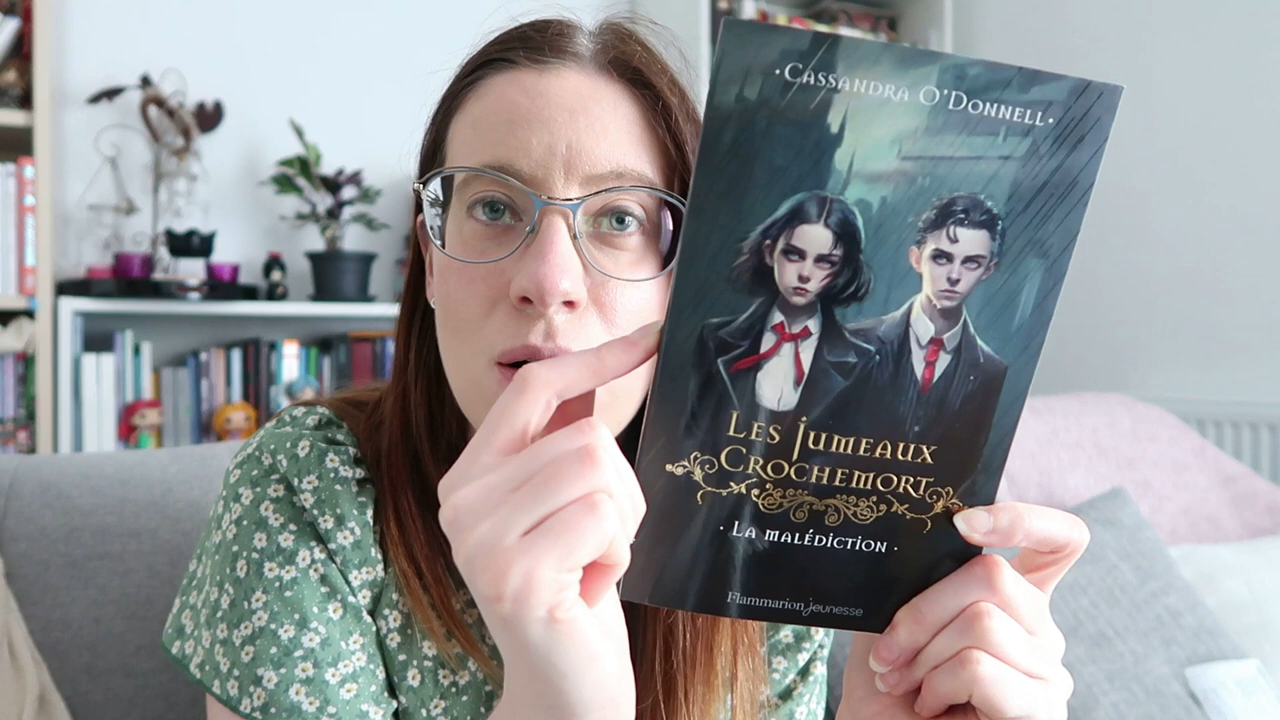 ·CASSANDRA O'DONNELL·
LES JUMEAUX
CROCHEMORT
· LA MALÉDICTION ·
Flammarion jeunesse